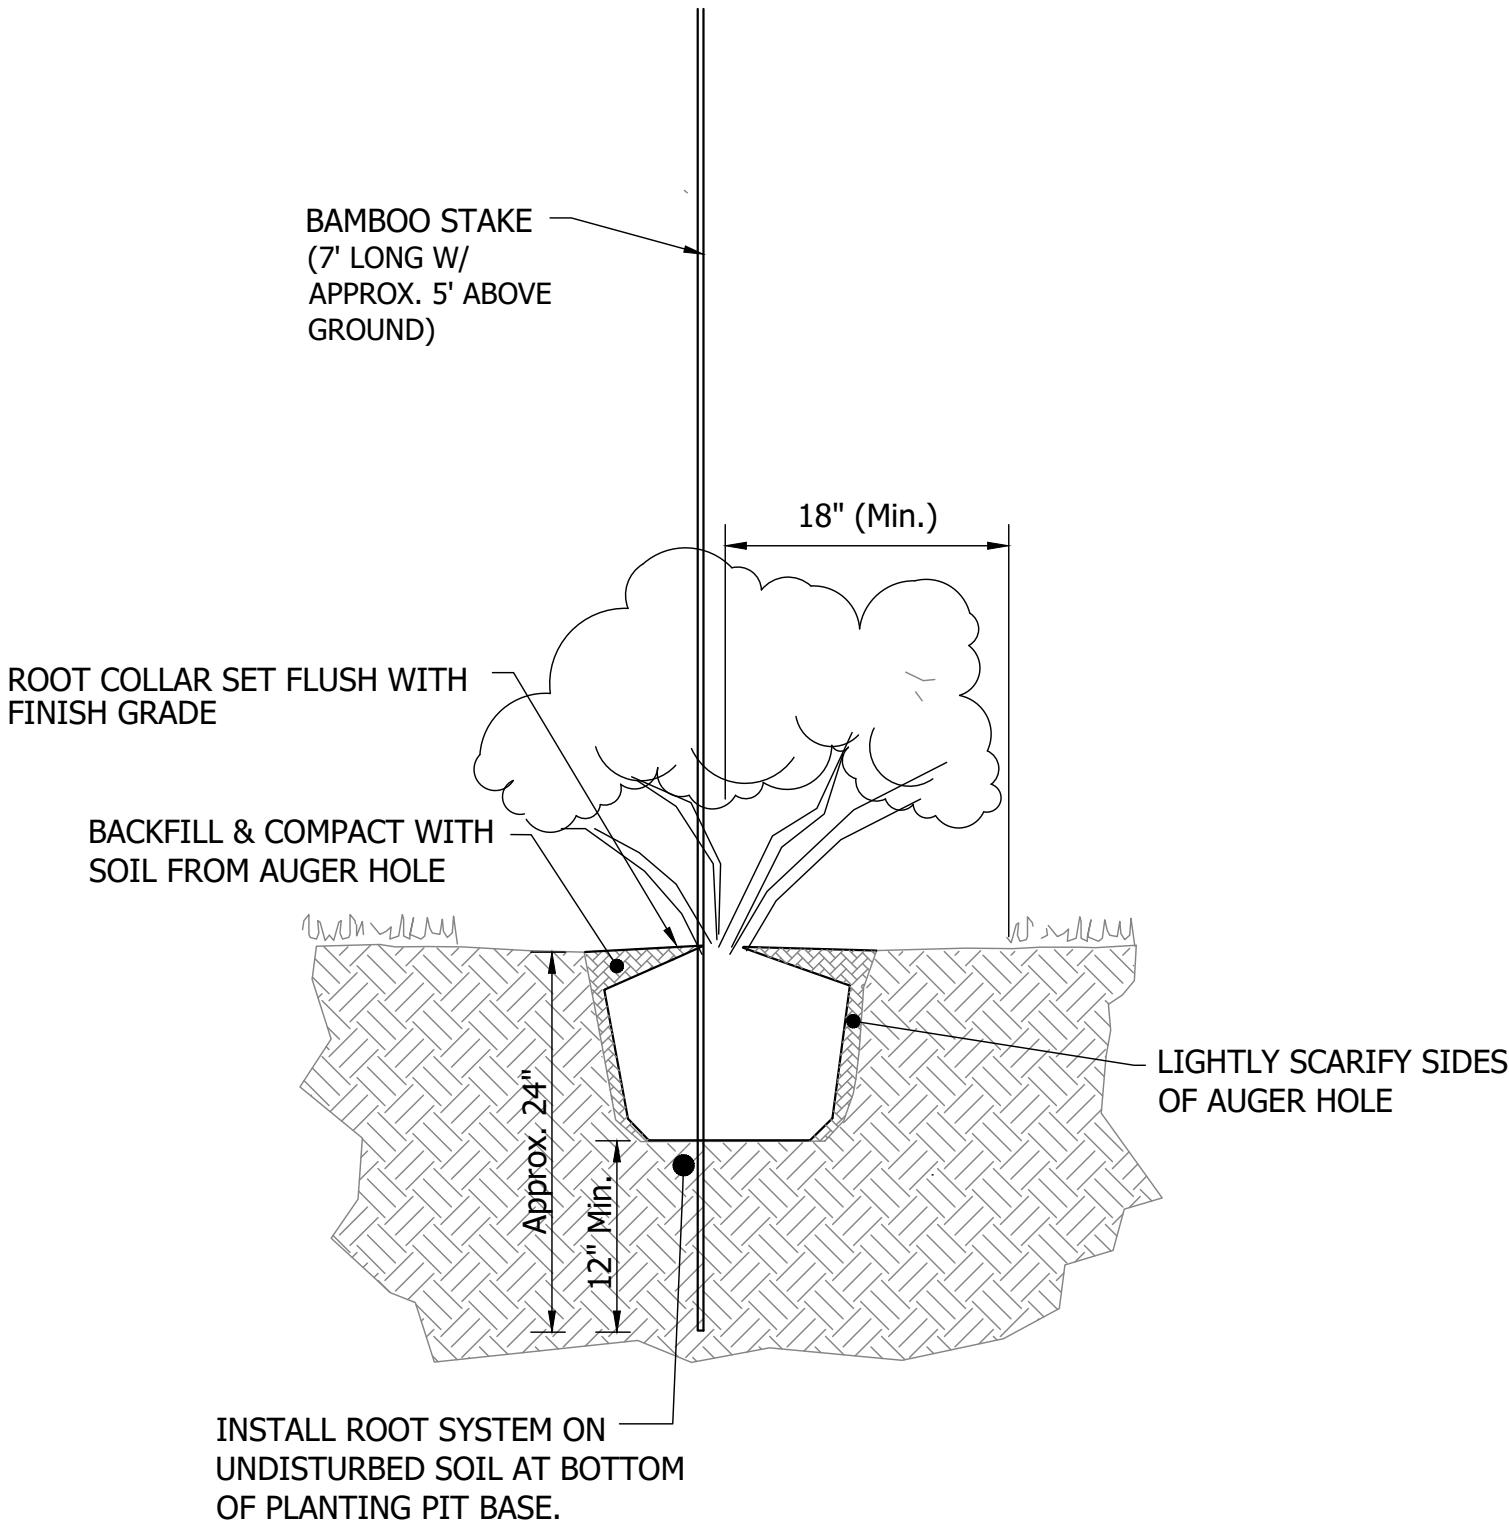 BAMBOO STAKE
(7' LONG W/
APPROX. 5' ABOVE
GROUND)
18" (Min.)
ROOT COLLAR SET FLUSH WITH
FINISH GRADE
BACKFILL & COMPACT WITH
SOIL FROM AUGER HOLE
LIGHTLY SCARIFY SIDES
OF AUGER HOLE
Approx. 24"
12" Min.
INSTALL ROOT SYSTEM ON
UNDISTURBED SOIL AT BOTTOM
OF PLANTING PIT BASE.